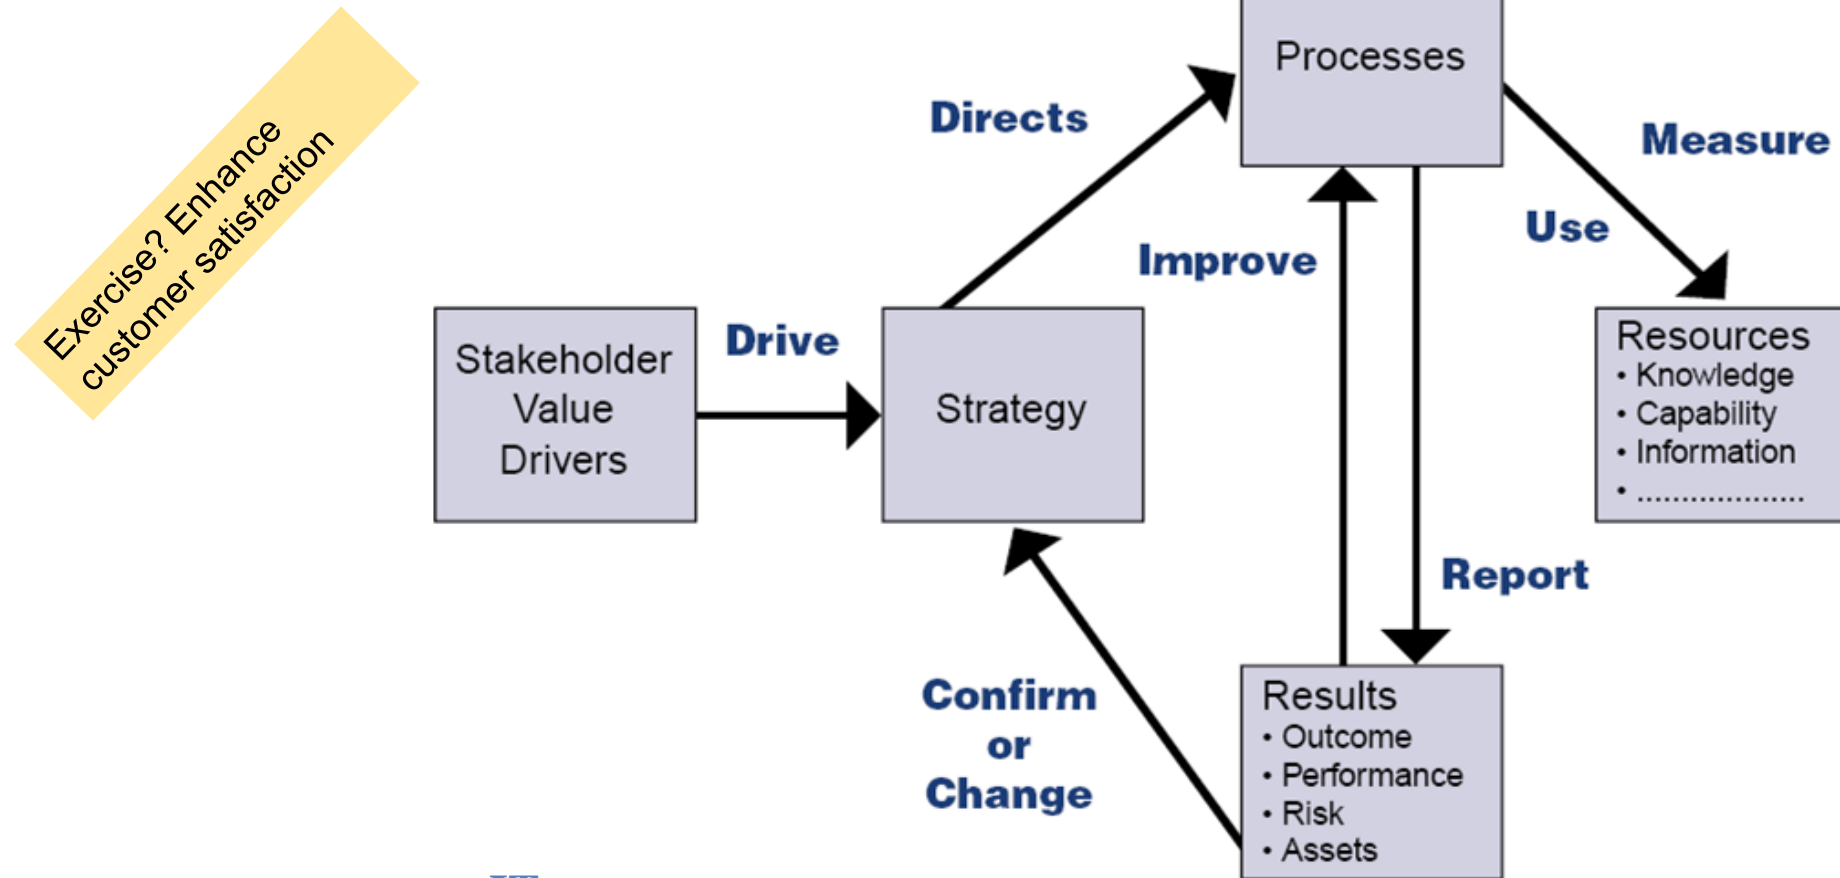 Exercise? Enhance
customer satisfaction
Processes
Directs
Measure
Use
Improve
Stakeholder
Value
Drivers
Drive
Strategy
Resources
• Knowledge
• Capability
• Information
• ...................
Report
Confirm
or
Change
Results
• Outcome
• Performance
• Risk
• Assets